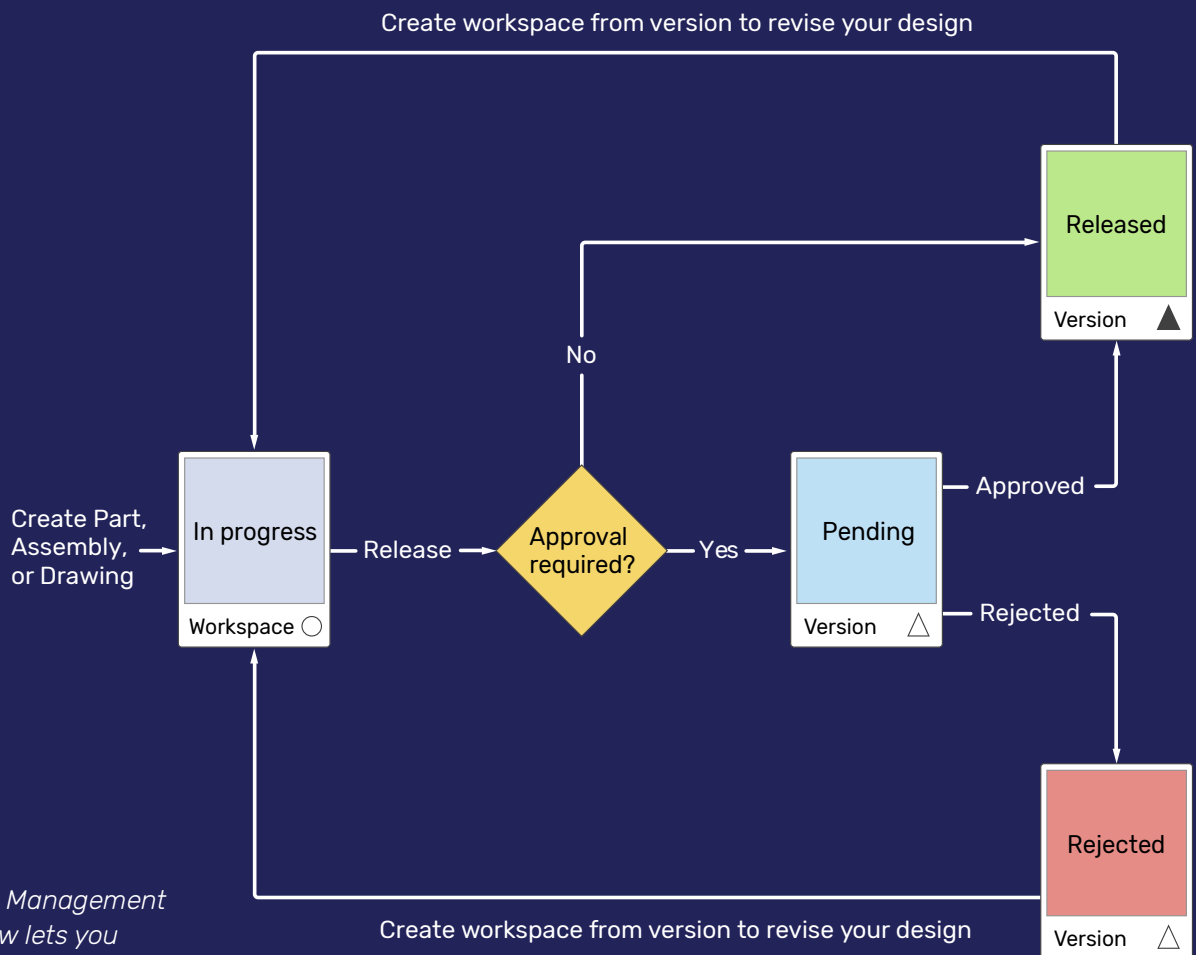 Create workspace from version to revise your design
Released
Version
No
Create Part,
Assembly,
or Drawing
In progress
Workspace
Release
Approval
required?
Yes
Pending
Version
Approved
Rejected
Rejected
Version
Management
lets you
Create workspace from version to revise your design